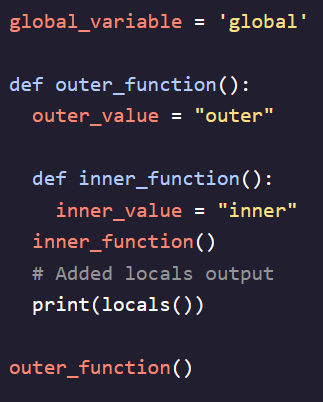 global_variable = 'global'
def outer_function():
  outer_value = "outer"
  def inner_function():
    inner_value = "inner"
  inner_function()
  # Added locals output
  print(locals())
outer_function()